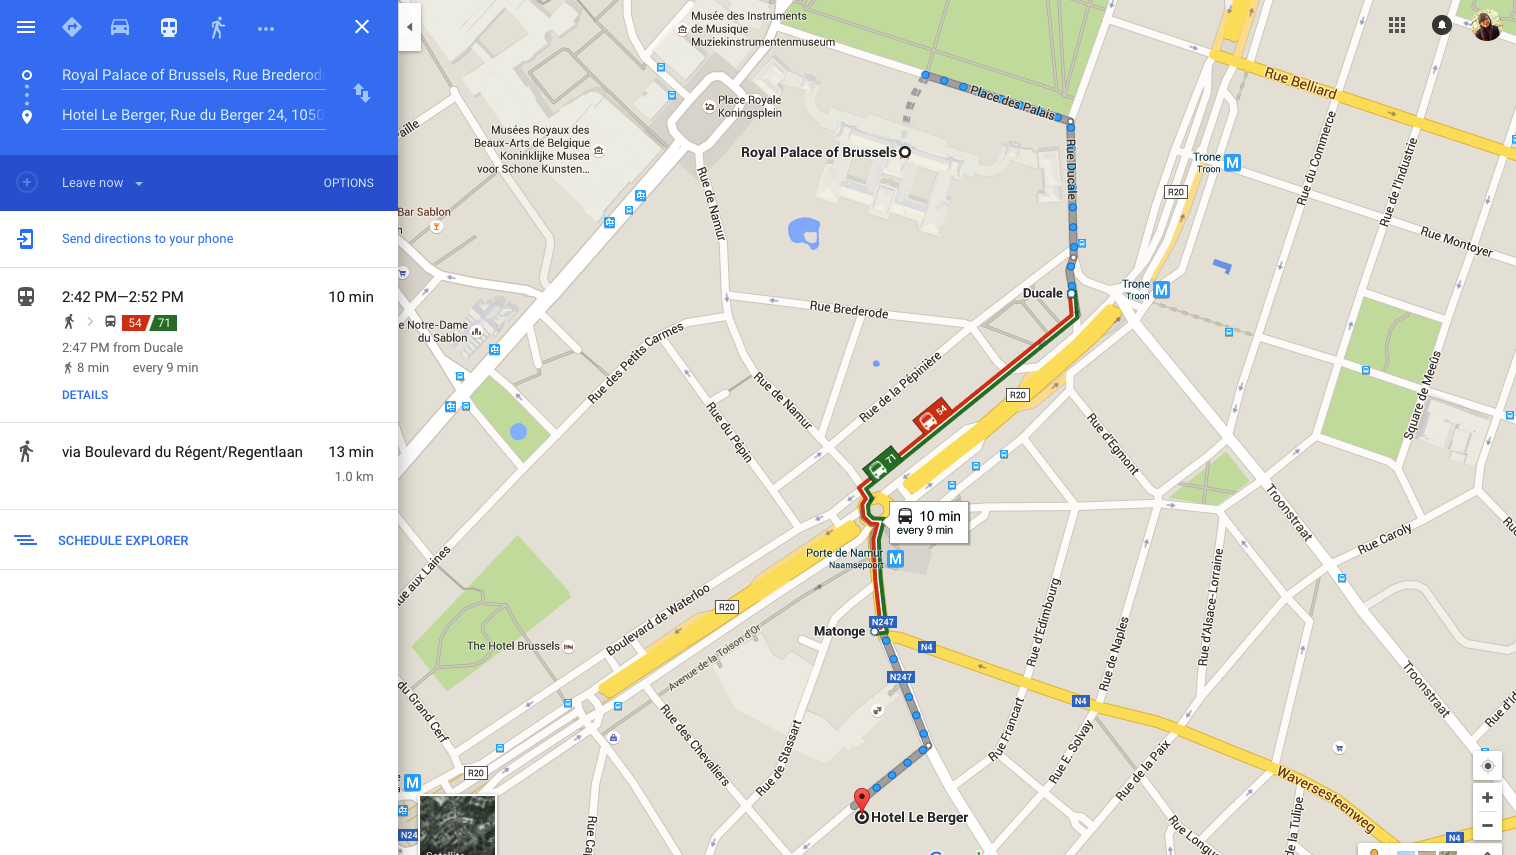 Royal Palace of Brussels, Rue Brederod
Hotel Le Berger, Rue du Berger 24, 1050
Leave now
OPTIONS
Send directions to your phone
2:42 PM—2:52 PM
10 min
54 71
2:47 PM from Ducale
8 min every 9 min
DETAILS
via Boulevard du Régent/Regentlaan
13 min
1.0 km
SCHEDULE EXPLORER
Musée des Instruments
de Musique
Muziekinstrumentenmuseum
Place Royale
Koningsplein
Musées Royaux des
Beaux-Arts de Belgique
Koninklijke Musea
voor Schone Kunsten...
Royal Palace of Brussels
Place des Palais
Rue Ducale
Rue Belliard
Rue du Commerce
Rue de l'Industrie
Rue Montoyer
Trone
Troon
M
R20
Bar Sablon
Rue de Namur
Trone
Troon
M
Ducale
Rue Brederode
e Notre-Dame
du Sablon
Rue des Petits Carmes
Rue de la Pépinière
Rue de Namur
Rue du Pépin
R20
54
71
Square de Meeûs
Rue d'Egmont
10 min
every 9 min
Porte de Namur
Naamsepoort
M
Troonstraat
Rue Caroly
ue aux Laines
R20
Boulevard de Waterloo
The Hotel Brussels
Avenue de la Toison d'Or
Matonge
N247
N4
N247
Rue d'Edimbourg
Rue d'Alsace-Lorraine
Rue de Naples
N4
Troonstraat
Rue d'Id
du Grand Cerf
Rue des Chevaliers
Rue de Stassart
Rue Francart
Rue E. Solvay
Rue de la Paix
Waversesteenweg
R20
M
Hotel Le Berger
N24
Satellite
Rue Ca
Rue Longue
de la Tulipe
N4